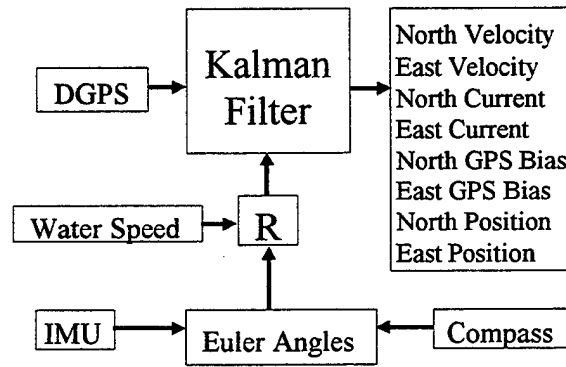 Kalman
Filter
DGPS
North Velocity
East Velocity
North Current
East Current
North GPS Bias
East GPS Bias
North Position
East Position
Water Speed
R
IMU
Euler Angles
Compass